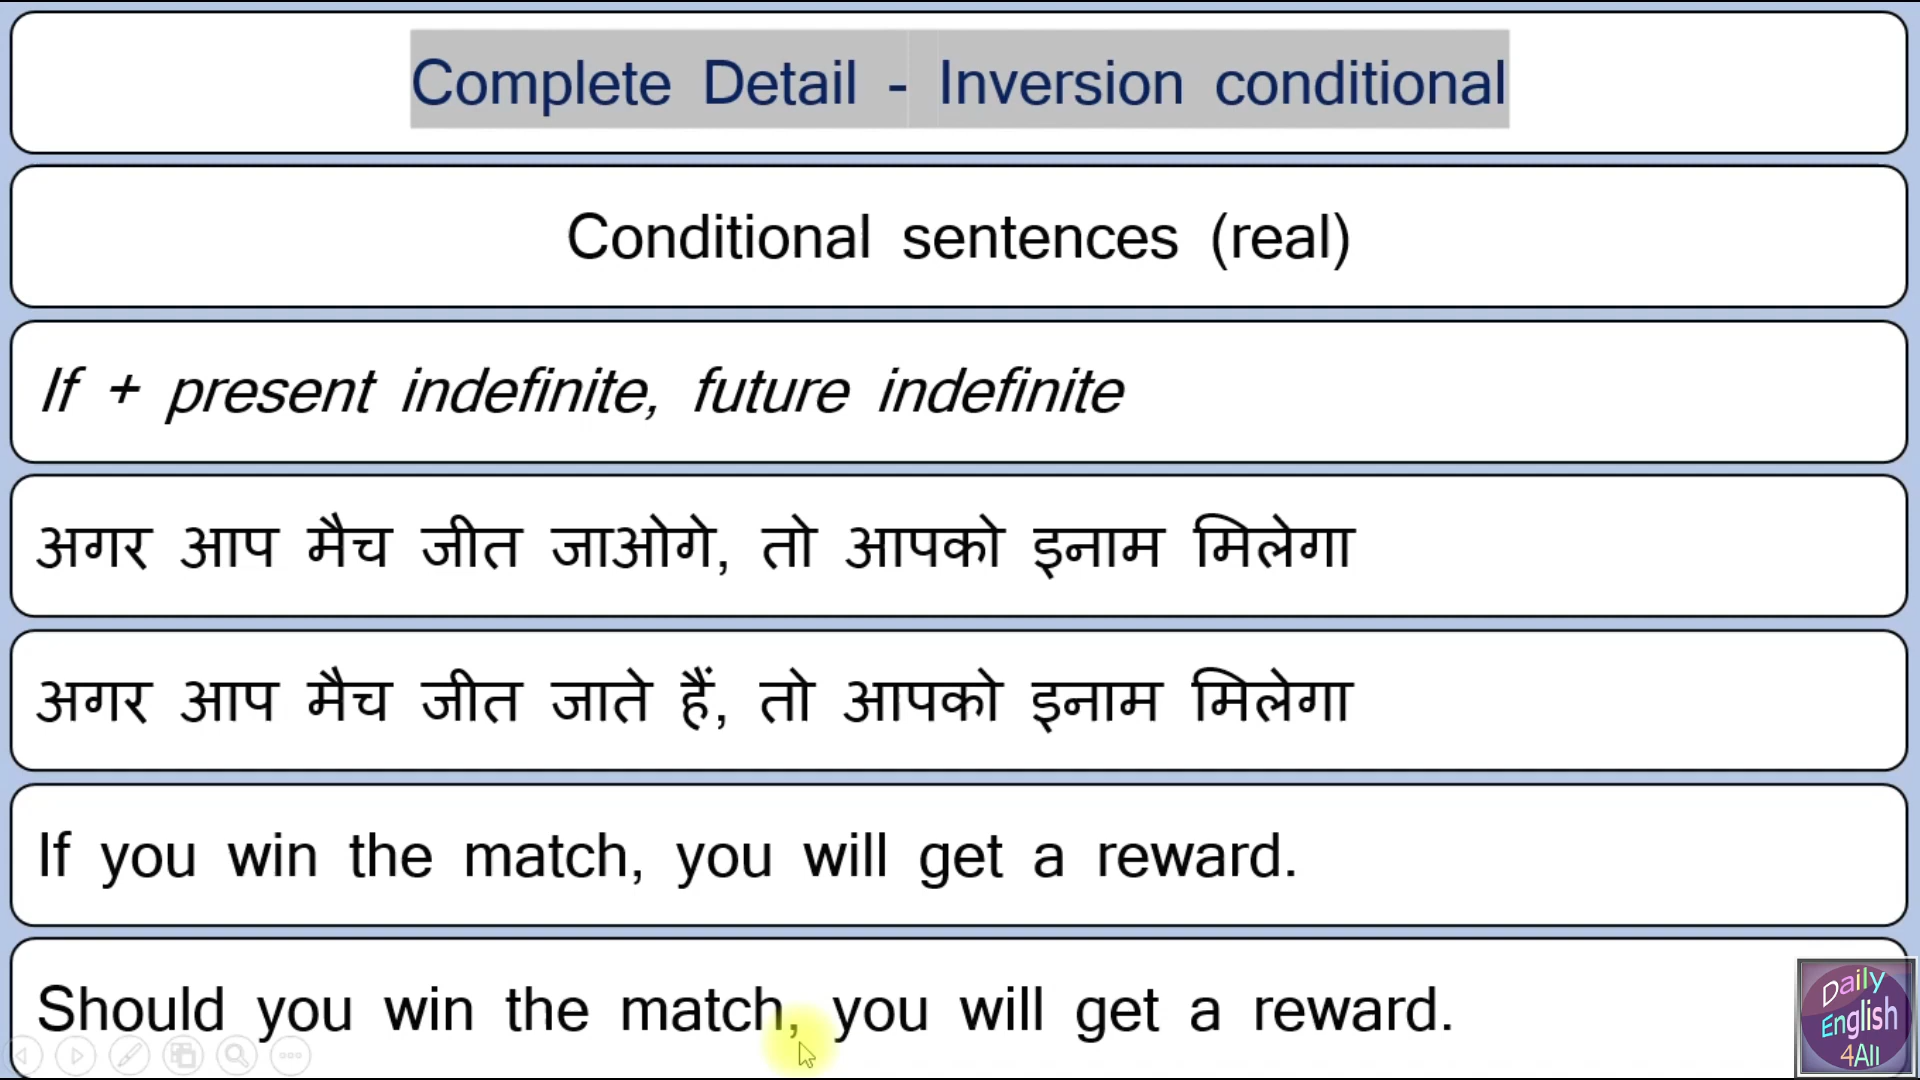 Complete Detail - Inversion conditional
Conditional sentences (real)
If + present indefinite, future indefinite
अगर आप मैच जीत जाओगे, तो आपको इनाम मिलेगा
अगर आप मैच जीत जाते हैं, तो आपको इनाम मिलेगा
If you win the match, you will get a reward.
Should you win the match, you will get a reward.
Daily
English
4All